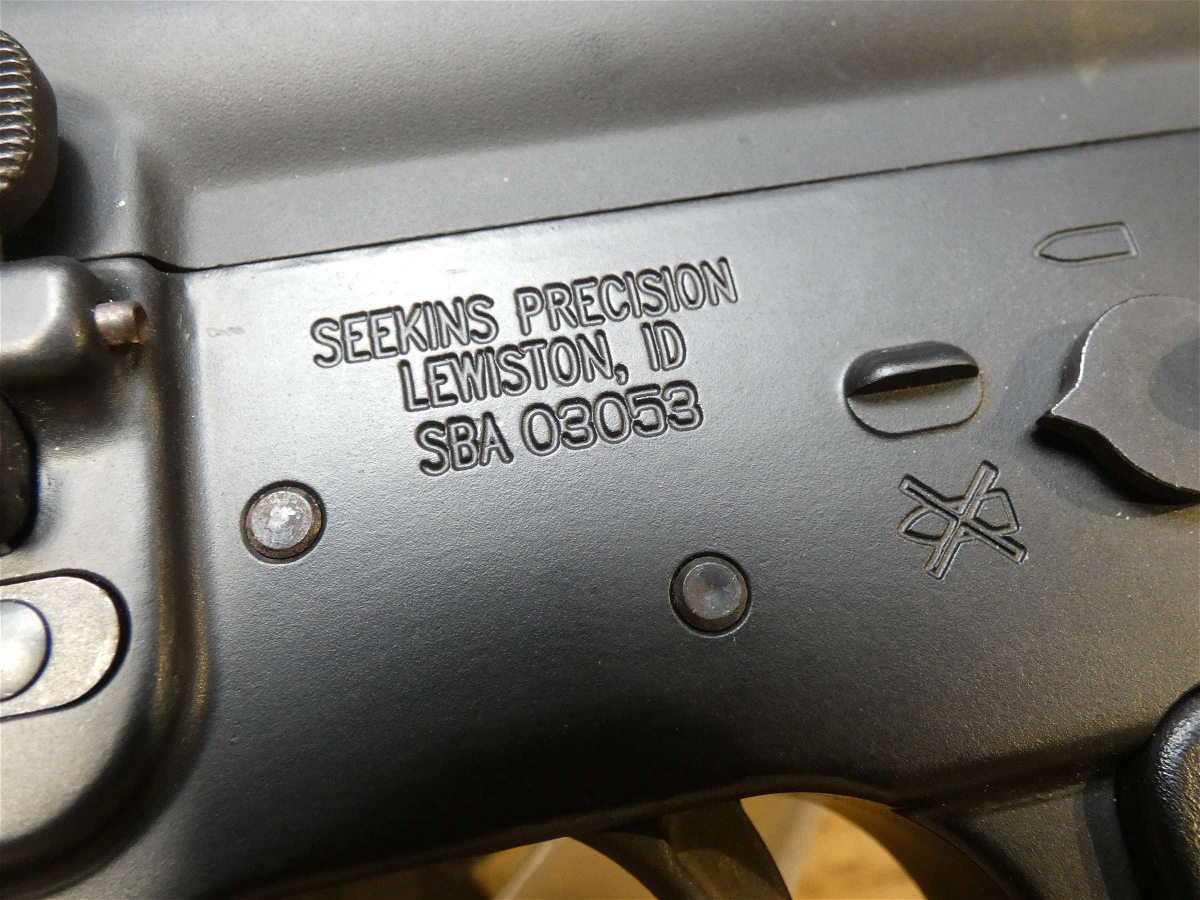 SEEKINS PRECISION
LEWISTON, ID
SBA 03053